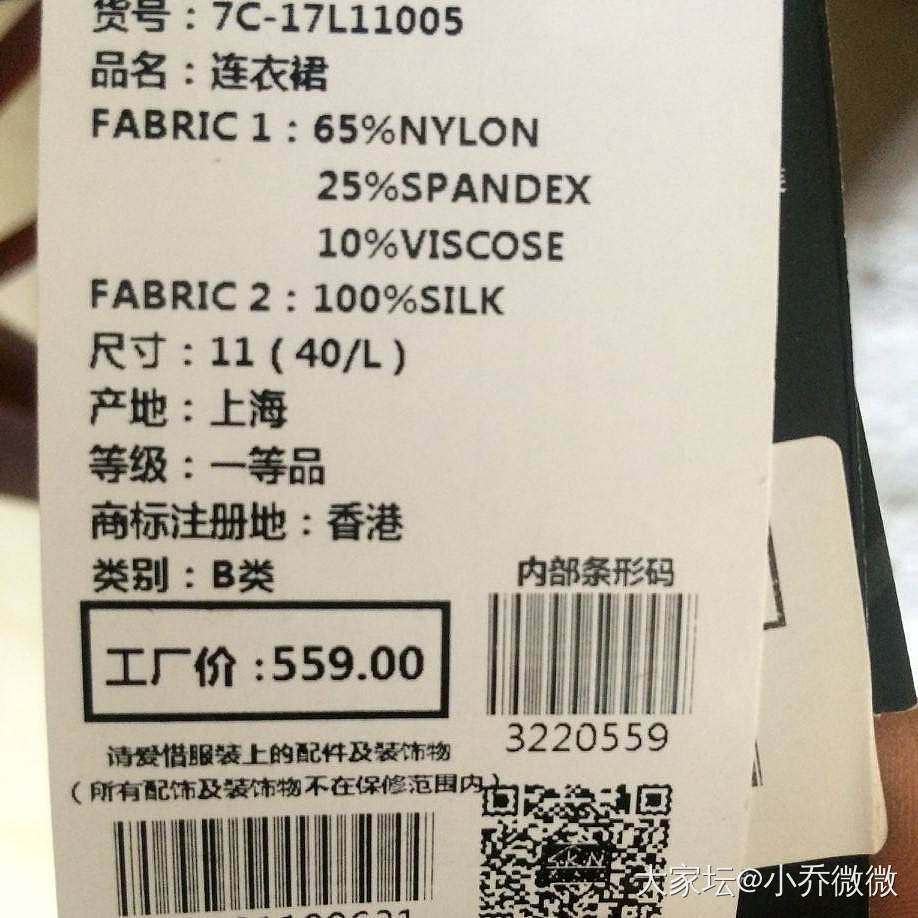 货号：7C-17L11005
品名：连衣裙
FABRIC 1：65%NYLON
25%SPANDEX
10%VISCOSE
FABRIC 2：100%SILK
尺寸：11（40/L）
产地：上海
等级：一等品
商标注册地：香港
类别：B类
内部条形码
工厂价:559.00
3220559
请爱惜服装上的配件及装饰物
（所有配饰及装饰物不在保修范围内）
S.K.N
大家坛@小乔微微